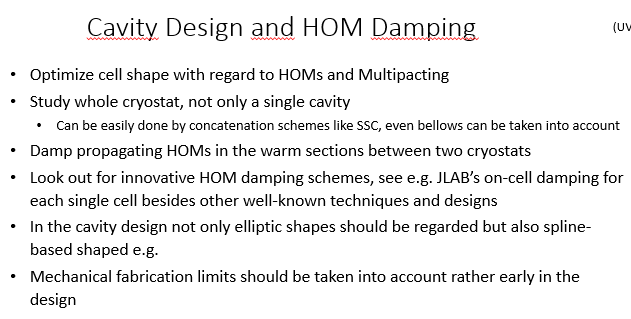 Cavity Design and HOM Damping
(UV
• Optimize cell shape with regard to HOMs and Multipacting
• Study whole cryostat, not only a single cavity
• Can be easily done by concatenation schemes like SSC, even bellows can be taken into account
• Damp propagating HOMs in the warm sections between two cryostats
• Look out for innovative HOM damping schemes, see e.g. JLAB's on-cell damping for
each single cell besides other well-known techniques and designs
• In the cavity design not only elliptic shapes should be regarded but also spline-
based shaped e.g.
• Mechanical fabrication limits should be taken into account rather early in the
design